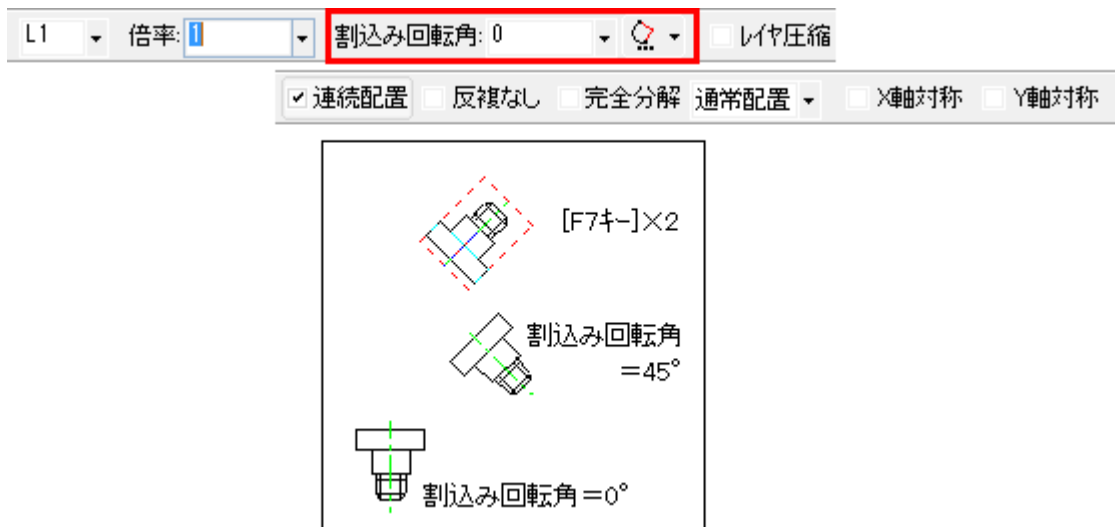 L1 倍率: 1 割込み回転角: 0 レイヤ圧縮
連続配置 反複なし 完全分解 通常配置 X軸対称 Y軸対称
[F7キー]×2
割込み回転角
＝45°
割込み回転角＝0°